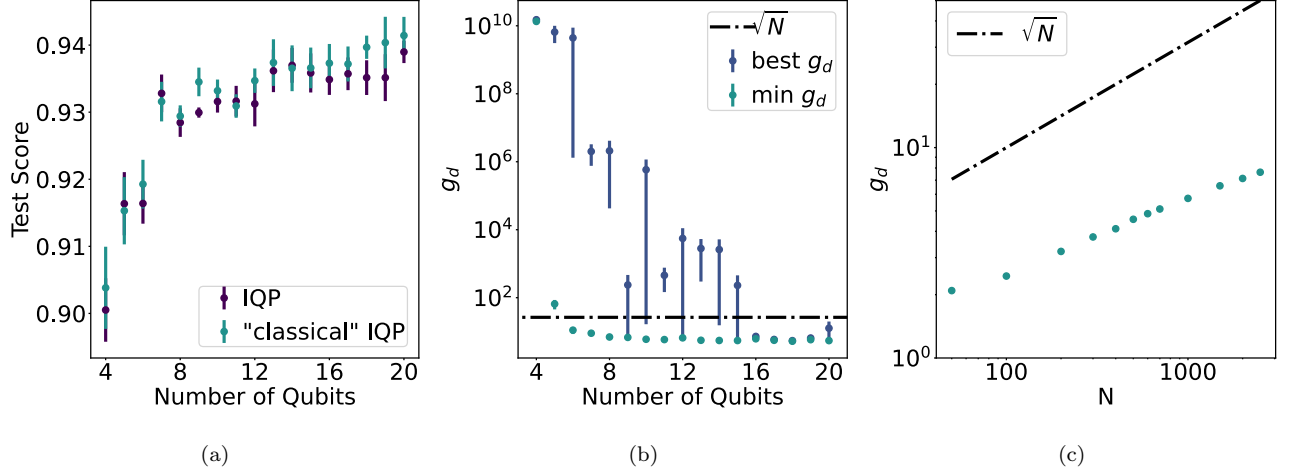 0.94
0.93
0.92
0.91
0.90
Test Score
IQP
"classical" IQP
4 8 12 16 20
Number of Qubits
(a)
10^10
10^8
10^6
10^4
10^2
g_d
√N
best g_d
min g_d
4 8 12 16 20
Number of Qubits
(b)
√N
10^1
10^0
g_d
100 1000
N
(c)